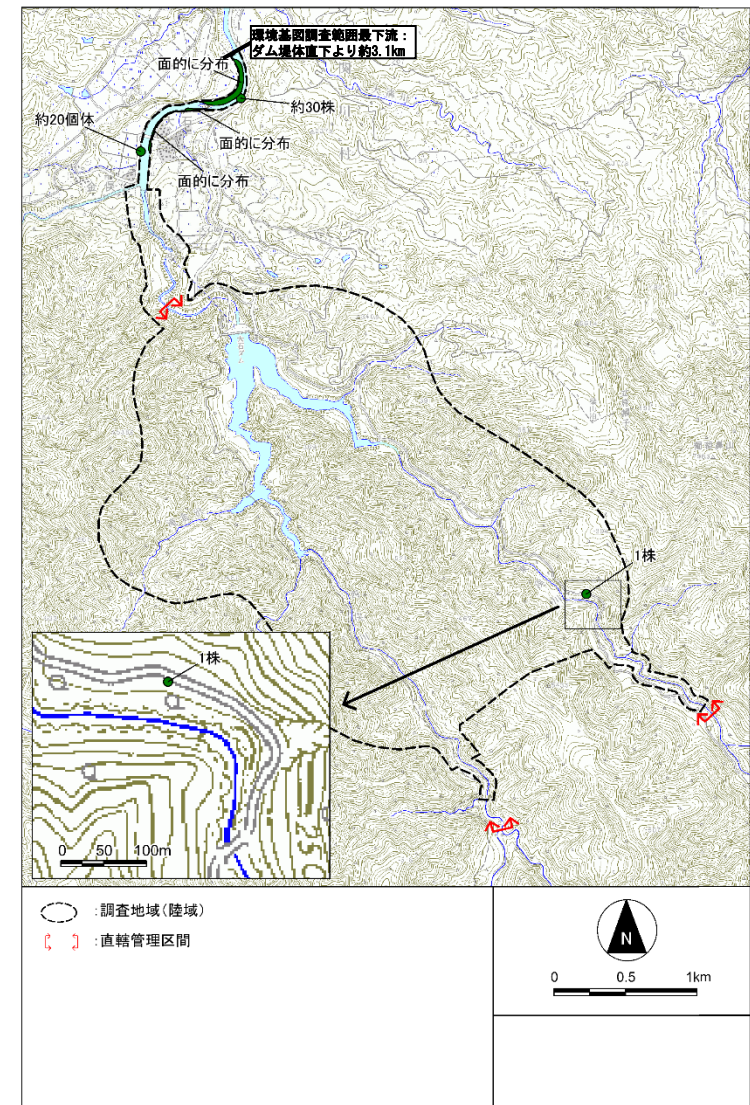 環境基図調査範囲最下流：
ダム堤体直下より約3.1km
面的に分布
約30株
約20個体
面的に分布
面的に分布
1株
1株
0 50 100m
:調査地域(陸域)
:直轄管理区間
N
0 0.5 1km